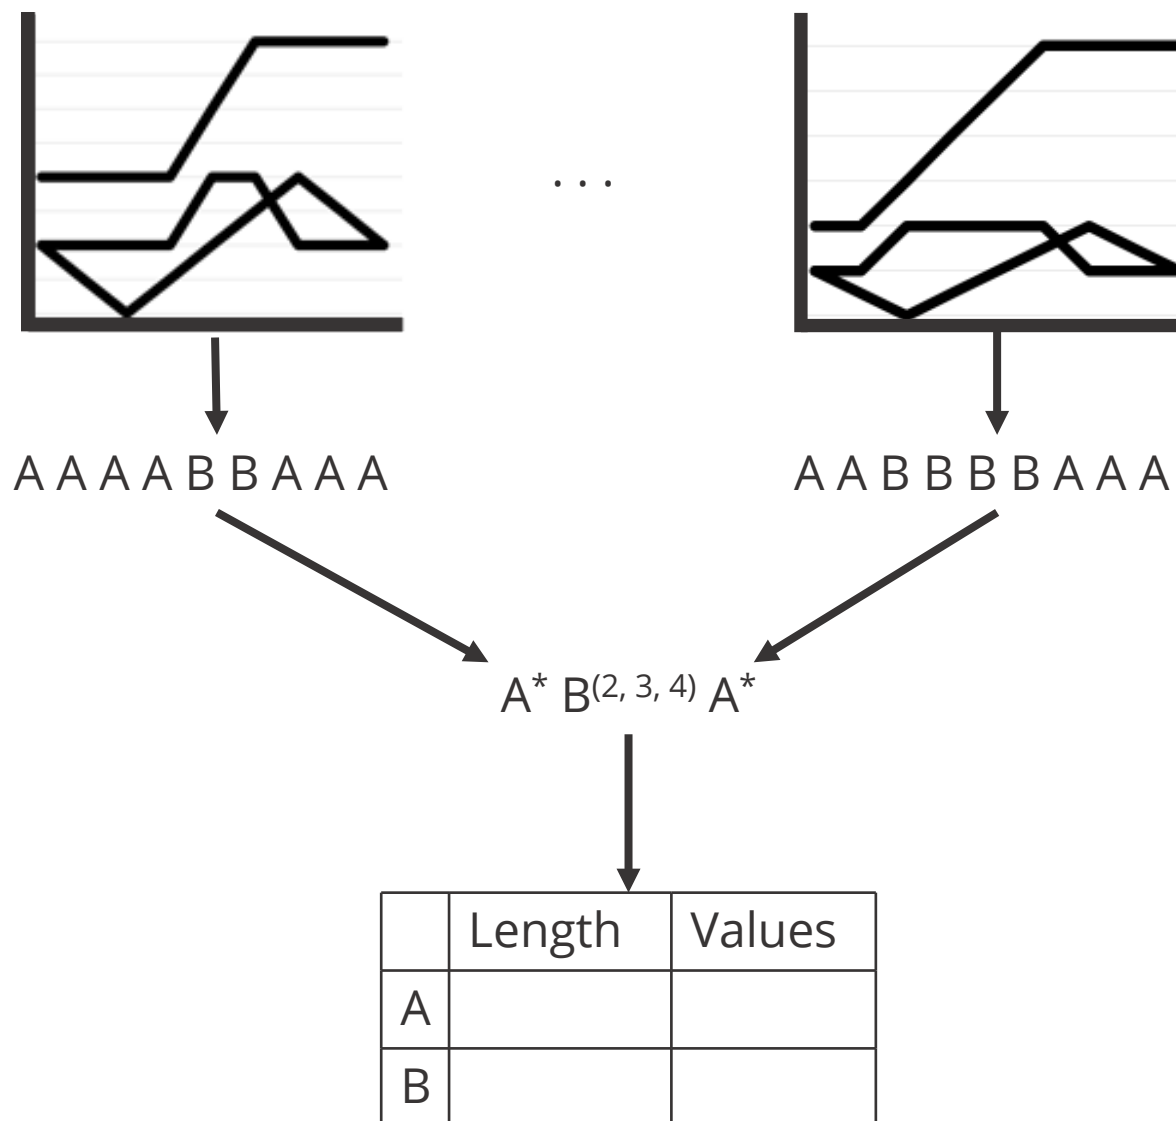 . . .
A A A A B B A A A
A A B B B B A A A
A* B(2, 3, 4) A*
Length Values
A
B